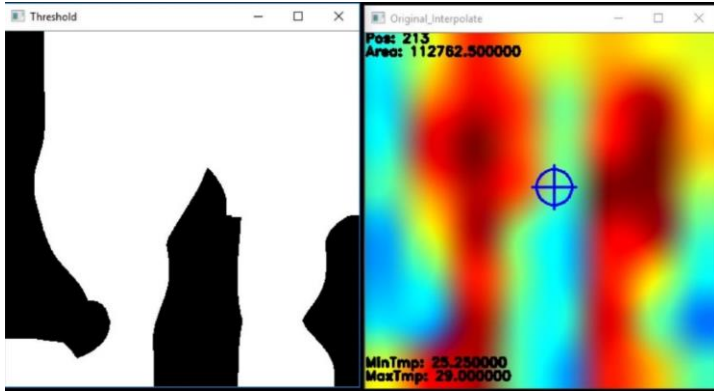 Threshold
Original_Interpolate
Pos: 213
Area: 112762.500000
MinTmp: 25.250000
MaxTmp: 29.000000